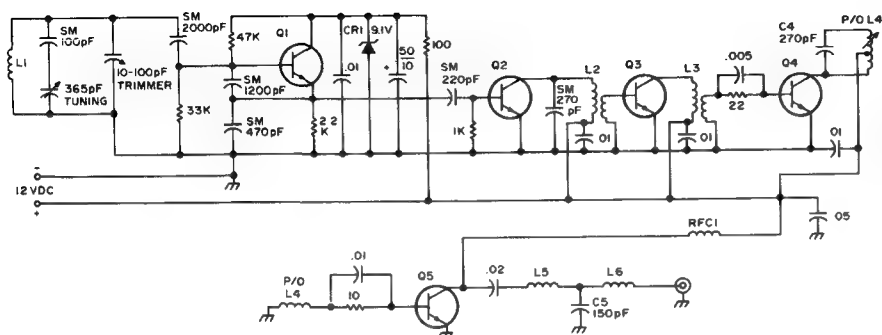 L1
SM
100pF
365pF
TUNING
10-100pF
TRIMMER
SM
2000pF
33K
47K
SM
1200pF
SM
470pF
Q1
2.2
K
.01
CR1 9.1V
+
50
10
100
SM
220pF
1K
Q2
SM
270
pF
L2
01
Q3
L3
01
.005
22
Q4
C4
270pF
P/O L4
01
-
12 VDC
+
05
RFC1
P/O
L4
.01
10
Q5
.02
L5
L6
C5
150pF